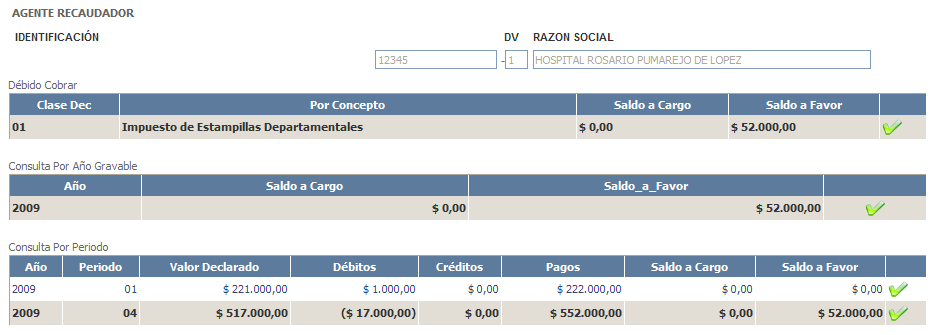 AGENTE RECAUDADOR
IDENTIFICACIÓN DV RAZON SOCIAL
12345 - 1 HOSPITAL ROSARIO PUMAREJO DE LOPEZ
Débido Cobrar
Clase Dec Por Concepto Saldo a Cargo Saldo a Favor
01 Impuesto de Estampillas Departamentales $ 0,00 $ 52.000,00
Consulta Por Año Gravable
Año Saldo a Cargo Saldo_a_Favor
2009 $ 0,00 $ 52.000,00
Consulta Por Periodo
Año Periodo Valor Declarado Débitos Créditos Pagos Saldo a Cargo Saldo a Favor
2009 01 $ 221.000,00 $ 1.000,00 $ 0,00 $ 222.000,00 $ 0,00 $ 0,00
2009 04 $ 517.000,00 ($ 17.000,00) $ 0,00 $ 552.000,00 $ 0,00 $ 52.000,00